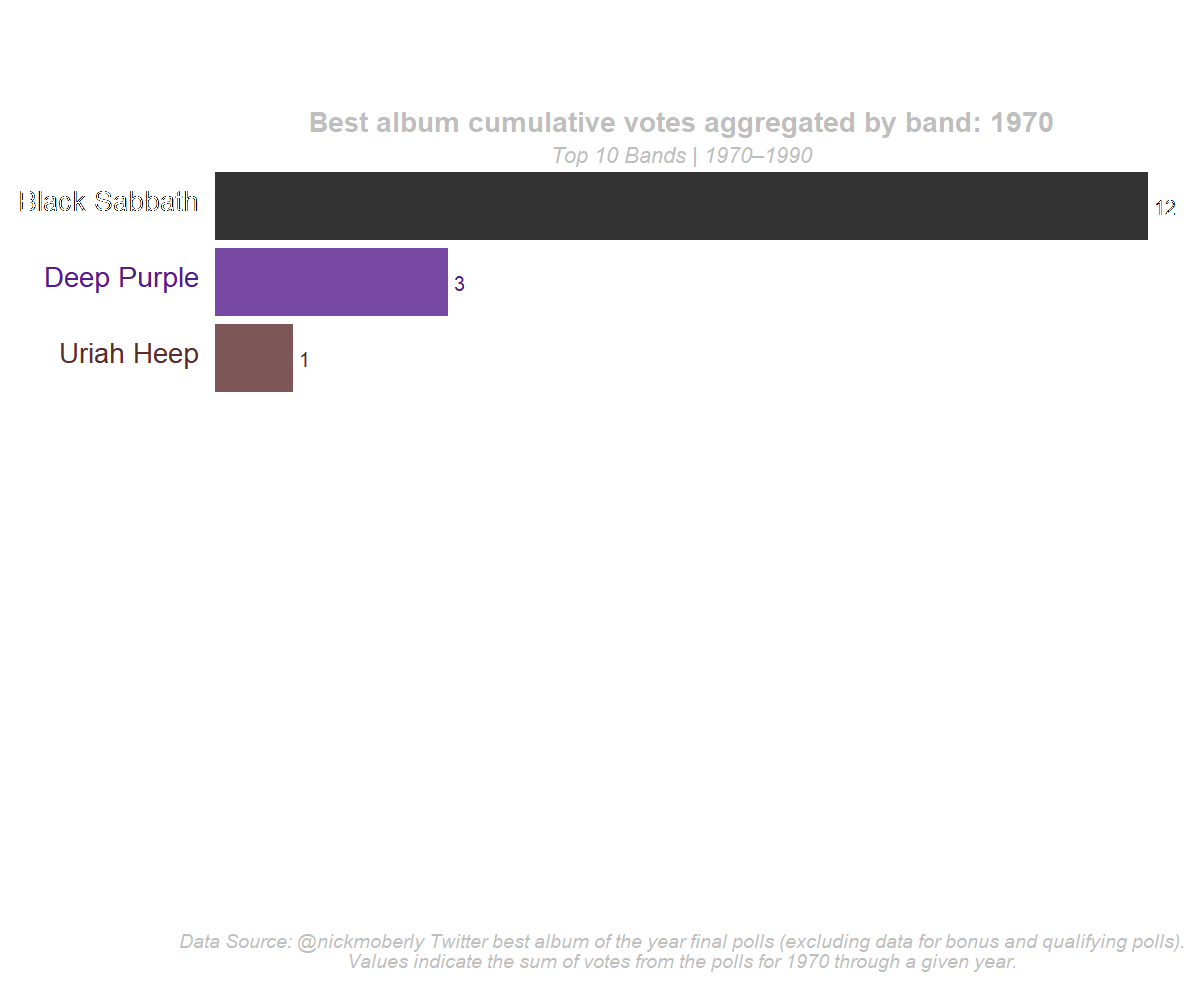 Best album cumulative votes aggregated by band: 1970
Top 10 Bands | 1970–1990
Black Sabbath 12
Deep Purple 3
Uriah Heep 1
Data Source: @nickmoberly Twitter best album of the year final polls (excluding data for bonus and qualifying polls).
Values indicate the sum of votes from the polls for 1970 through a given year.